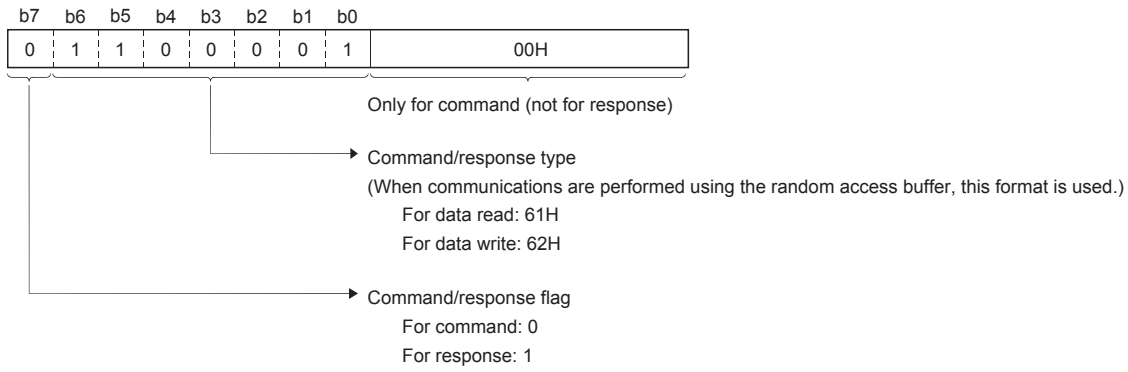 b7 b6 b5 b4 b3 b2 b1 b0
0 1 1 0 0 0 0 1 00H
Only for command (not for response)
Command/response type
(When communications are performed using the random access buffer, this format is used.)
For data read: 61H
For data write: 62H
Command/response flag
For command: 0
For response: 1